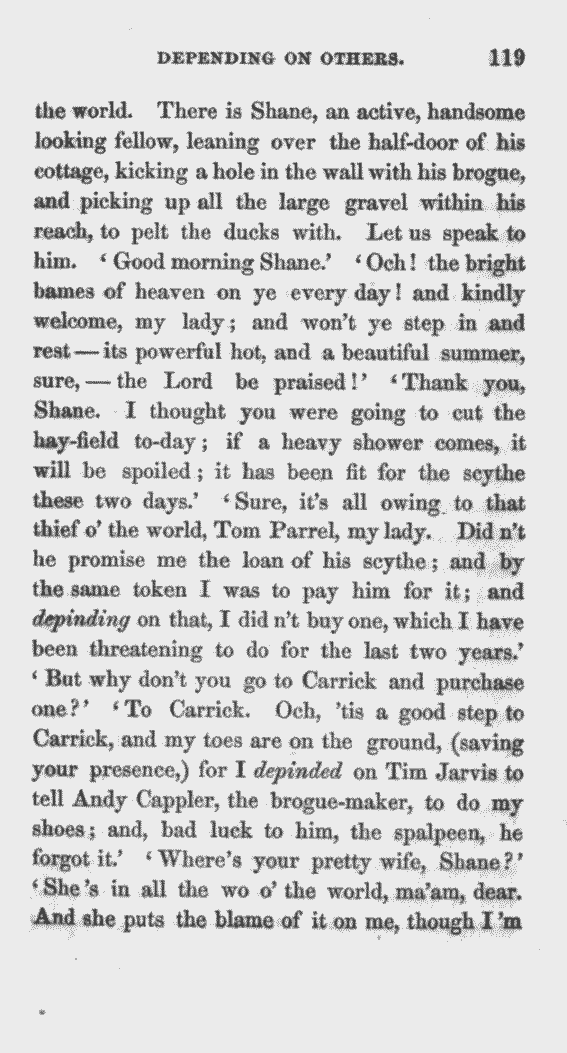 DEPENDING ON OTHERS. 119
the world. There is Shane, an active, handsome
looking fellow, leaning over the half-door of his
cottage, kicking a hole in the wall with his brogue,
and picking up all the large gravel within his
reach, to pelt the ducks with. Let us speak to
him. ‘Good morning Shane.’ ‘Och! the bright
bames of heaven on ye every day! and kindly
welcome, my lady; and won't ye step in and
rest—its powerful hot, and a beautiful summer,
sure,—the Lord be praised!’ ‘Thank you,
Shane. I thought you were going to cut the
hay-field to-day; if a heavy shower comes, it
will be spoiled; it has been fit for the scythe
these two days.’ ‘Sure, it's all owing to that
thief o' the world, Tom Parrel, my lady. Did n't
he promise me the loan of his scythe; and by
the same token I was to pay him for it; and
depinding on that, I did n't buy one, which I have
been threatening to do for the last two years.’
‘But why don't you go to Carrick and purchase
one?’ ‘To Carrick. Och, 'tis a good step to
Carrick, and my toes are on the ground, (saving
your presence,) for I depinded on Tim Jarvis to
tell Andy Cappler, the brogue-maker, to do my
shoes; and, bad luck to him, the spalpeen, he
forgot it.’ ‘Where's your pretty wife, Shane?’
‘She's in all the wo o' the world, ma'am, dear.
And she puts the blame of it on me, though I 'm